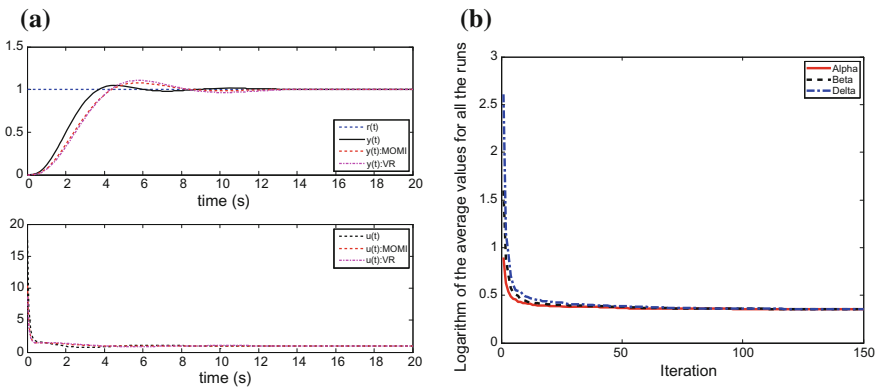 (a)
1.5
1
0.5
0
0 2 4 6 8 10 12 14 16 18 20
time (s)
r(t)
y(t)
y(t):MOMI
y(t):VR
20
15
10
5
0
0 2 4 6 8 10 12 14 16 18 20
time (s)
u(t)
u(t):MOMI
u(t):VR
(b)
Logarithm of the average values for all the runs
3
2.5
2
1.5
1
0.5
0
0 50 100 150
Iteration
Alpha
Beta
Delta